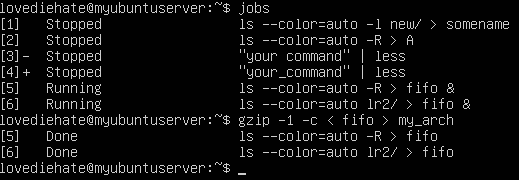 lovediehate@myubuntuserver:~$ jobs
[1]   Stopped                 ls --color=auto -l new/ > somename
[2]   Stopped                 ls --color=auto -R > A
[3]-  Stopped                 "your command" | less
[4]+  Stopped                 "your_command" | less
[5]   Running                 ls --color=auto -R > fifo &
[6]   Running                 ls --color=auto lr2/ > fifo &
lovediehate@myubuntuserver:~$ gzip -1 -c < fifo > my_arch
[5]   Done                    ls --color=auto -R > fifo
[6]   Done                    ls --color=auto lr2/ > fifo
lovediehate@myubuntuserver:~$ _